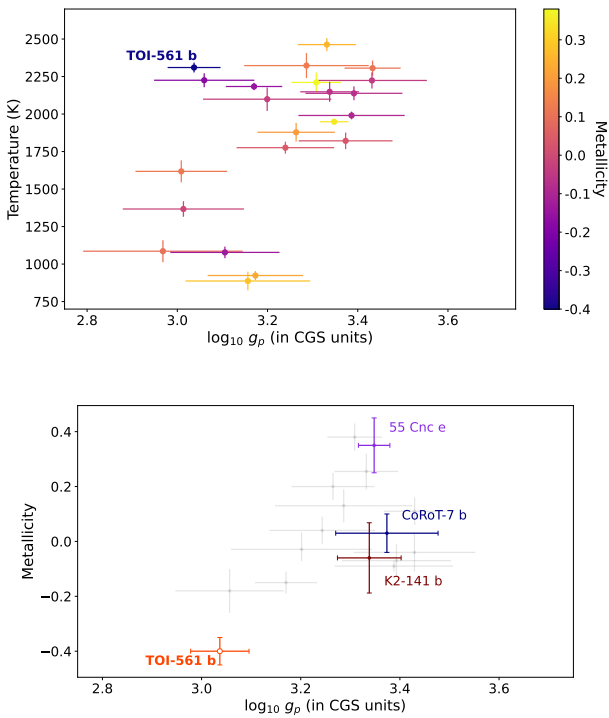 2500
2250
2000
1750
1500
1250
1000
750
Temperature (K)
TOI-561 b
2.8 3.0 3.2 3.4 3.6
log₁₀ gₚ (in CGS units)
0.3
0.2
0.1
0.0
-0.1
-0.2
-0.3
-0.4
Metallicity
0.4
0.2
0.0
−0.2
−0.4
Metallicity
55 Cnc e
CoRoT-7 b
K2-141 b
TOI-561 b
2.8 3.0 3.2 3.4 3.6
log₁₀ gₚ (in CGS units)